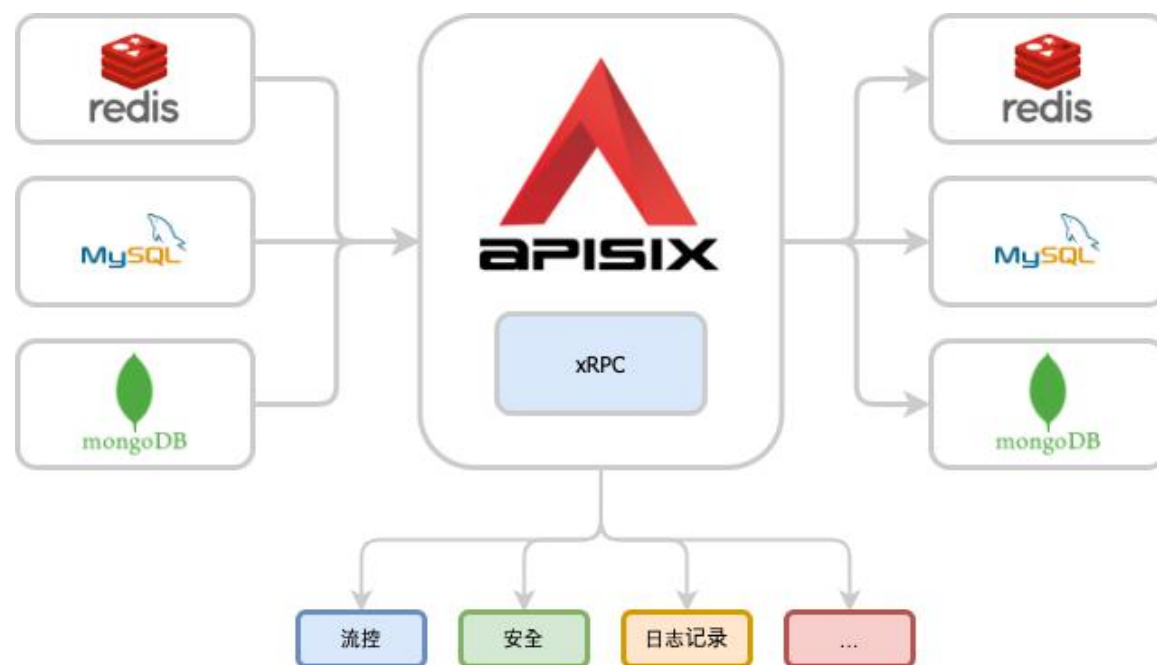 redis
redis
APISIX
MySQL
MySQL
xRPC
mongoDB
mongoDB
流控
安全
日志记录
...